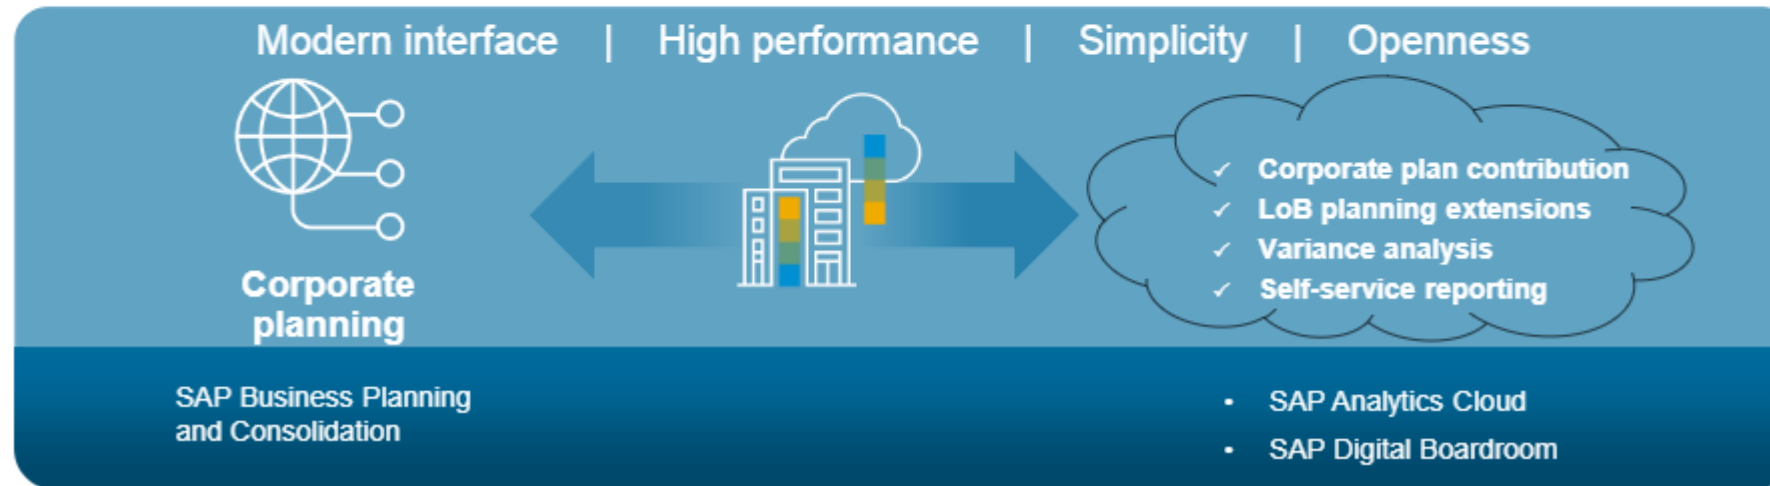 Modern interface | High performance | Simplicity | Openness
Corporate
planning
✓ Corporate plan contribution
✓ LoB planning extensions
✓ Variance analysis
✓ Self-service reporting
SAP Business Planning
and Consolidation
• SAP Analytics Cloud
• SAP Digital Boardroom